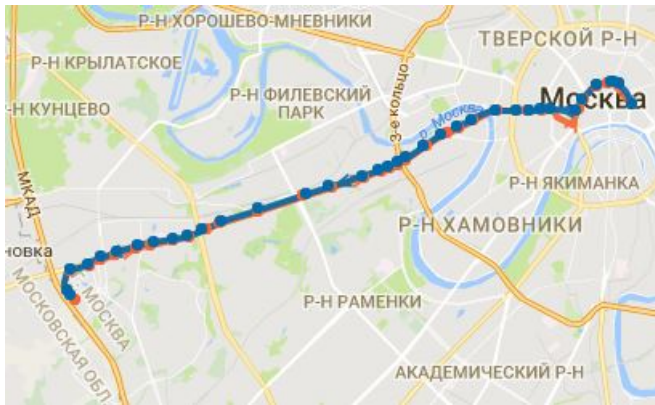 Р-Н ХОРОШЕВО-МНЕВНИКИ
ТВЕРСКОЙ Р-Н
Р-Н КРЫЛАТСКОЕ
Р-Н ФИЛЕВСКИЙ
ПАРК
Москва
Р-Н КУНЦЕВО
3-е кольцо
р. Москва
Р-Н ЯКИМАНКА
МКАД
Р-Н ХАМОВНИКИ
новка
Г. МОСКВА
МОСКОВСКАЯ ОБЛ
Р-Н РАМЕНКИ
АКАДЕМИЧЕСКИЙ Р-Н